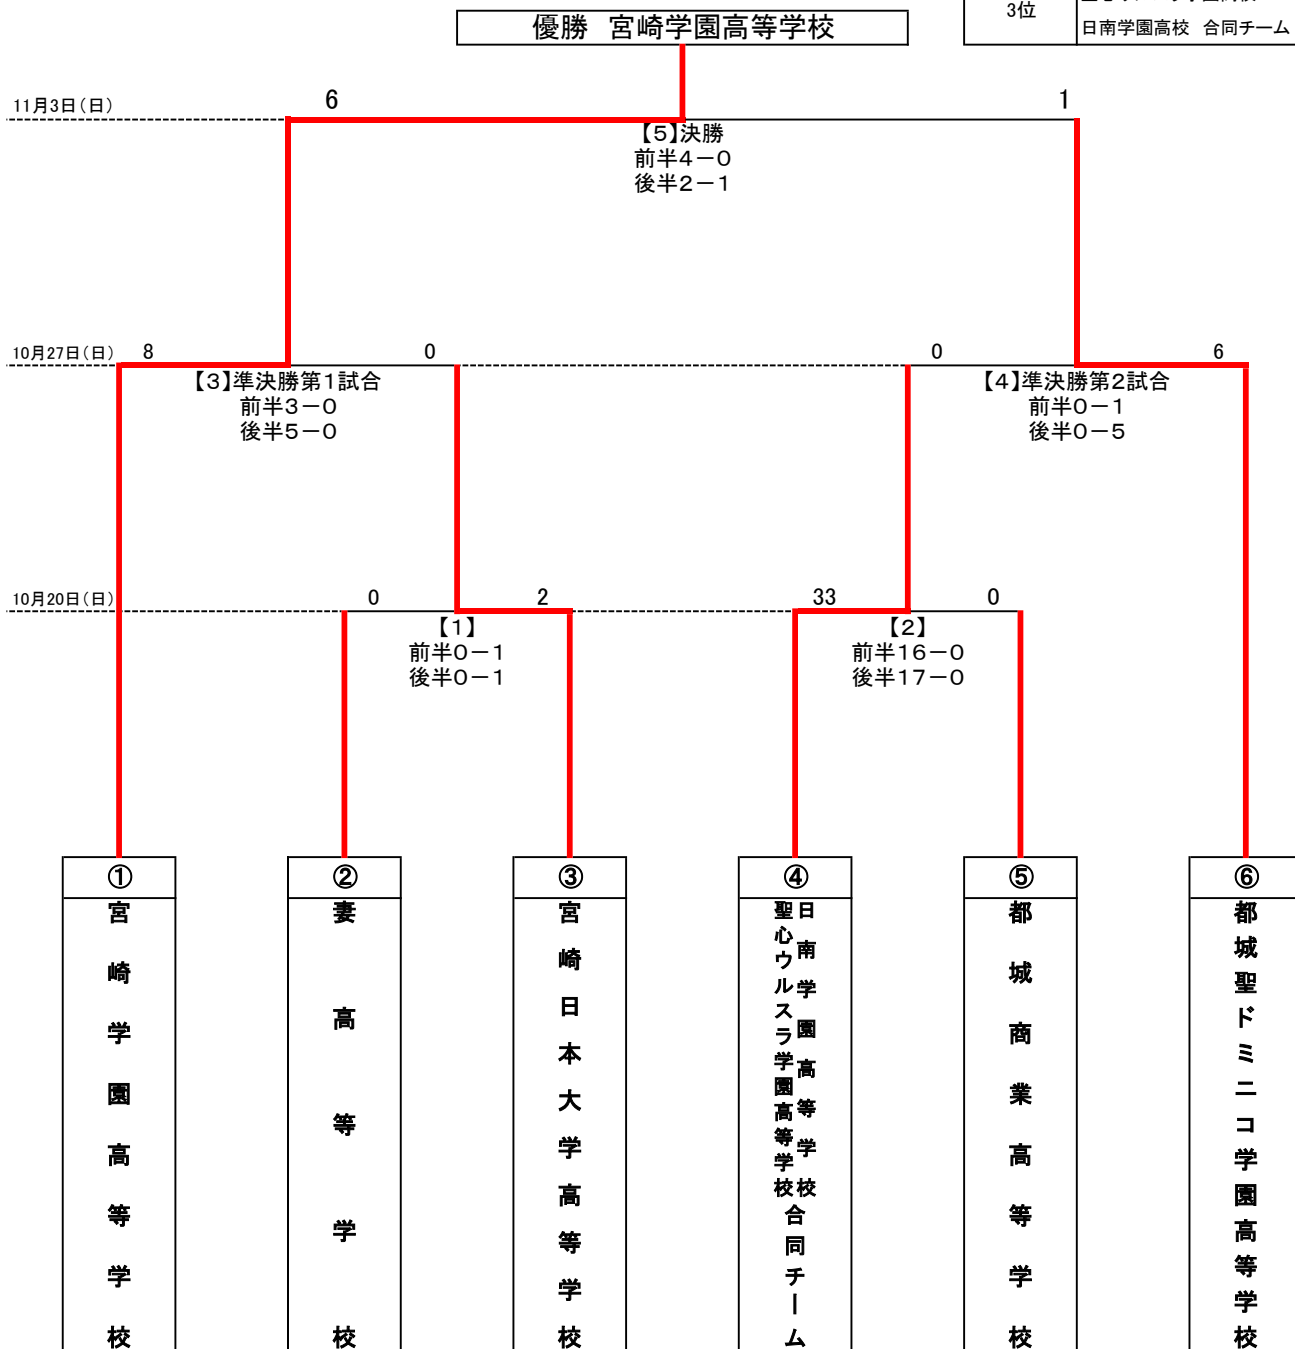 優勝 宮崎学園高等学校
3位
日南学園高校 合同チーム
11月3日(日)
6
1
【5】決勝
前半4－0
後半2－1
10月27日(日)
8
0
0
6
【3】準決勝第1試合
前半3－0
後半5－0
【4】準決勝第2試合
前半0－1
後半0－5
10月20日(日)
0
2
33
0
【1】
前半0－1
後半0－1
【2】
前半16－0
後半17－0
①
宮崎学園高等学校
②
妻高等学校
③
宮崎日本大学高等学校
④
日南学園高等学校
聖心ウルスラ学園高等学校
合同チーム
⑤
都城商業高等学校
⑥
都城聖ドミニコ学園高等学校